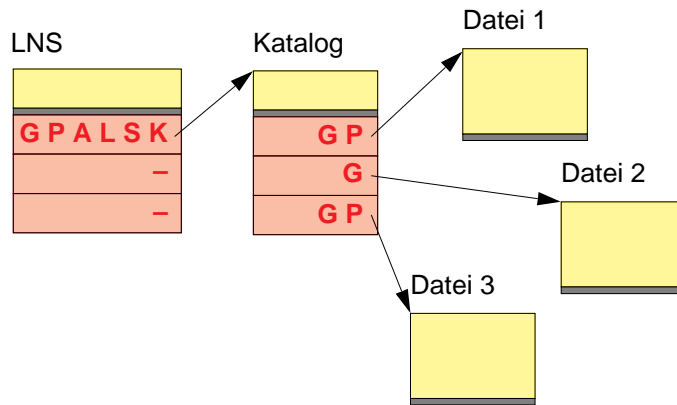 LNS
Katalog
Datei 1
G P A L S K
–
–
G P
G
G P
Datei 2
Datei 3